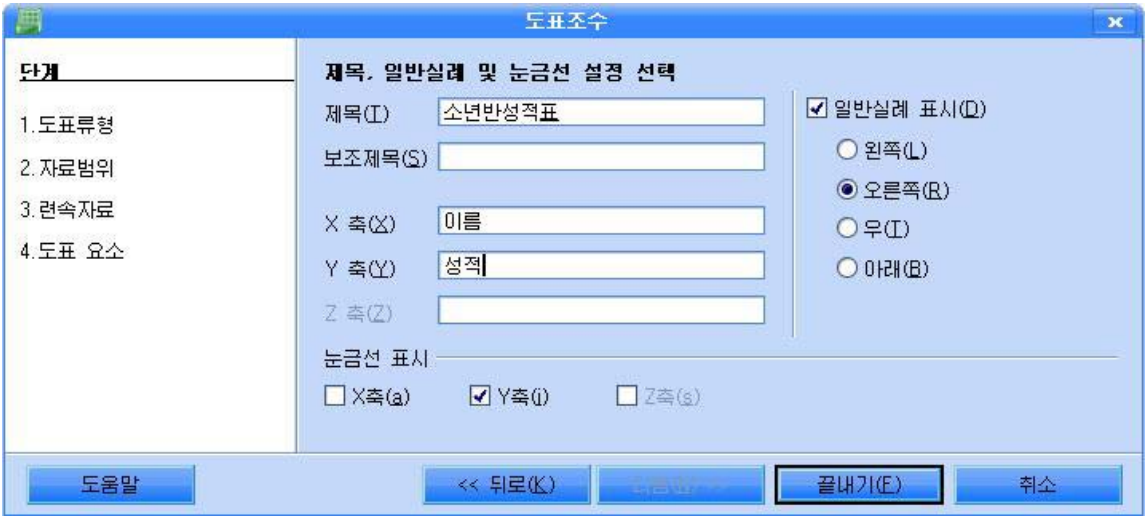 도표조수
단계
1.도표류형
2.자료범위
3.련속자료
4.도표 요소
제목, 일반실례 및 눈금선 설정 선택
제목(T) 소년반성적표
보조제목(S)
X 축(X) 이름
Y 축(Y) 성적
Z 축(Z)
일반실례 표시(D)
왼쪽(L)
오른쪽(R)
우(T)
아래(B)
눈금선 표시
X축(a) Y축(i) Z축(s)
도움말 << 뒤로(K) 끝내기(F) 취소